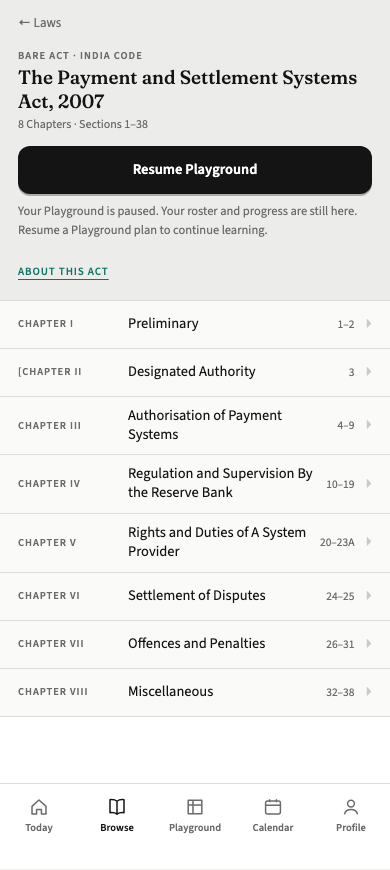 ← Laws
BARE ACT · INDIA CODE
The Payment and Settlement Systems
Act, 2007
8 Chapters · Sections 1–38
Resume Playground
Your Playground is paused. Your roster and progress are still here.
Resume a Playground plan to continue learning.
ABOUT THIS ACT
CHAPTER I Preliminary 1–2
[CHAPTER II Designated Authority 3
CHAPTER III Authorisation of Payment
Systems 4–9
CHAPTER IV Regulation and Supervision By
the Reserve Bank 10–19
CHAPTER V Rights and Duties of A System
Provider 20–23A
CHAPTER VI Settlement of Disputes 24–25
CHAPTER VII Offences and Penalties 26–31
CHAPTER VIII Miscellaneous 32–38
Today Browse Playground Calendar Profile